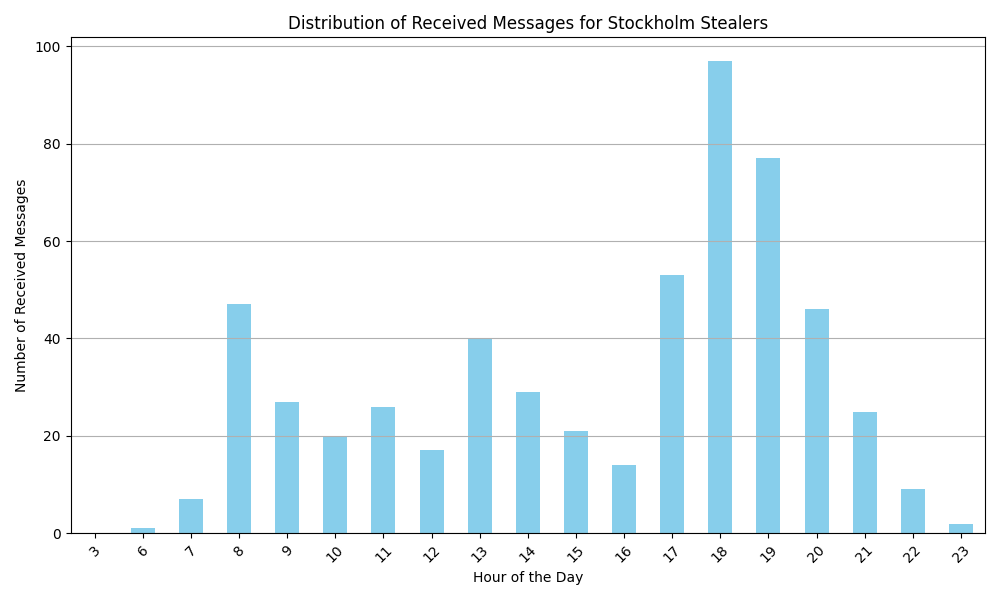 Distribution of Received Messages for Stockholm Stealers
Number of Received Messages
100
80
60
40
20
0
3 6 7 8 9 10 11 12 13 14 15 16 17 18 19 20 21 22 23
Hour of the Day